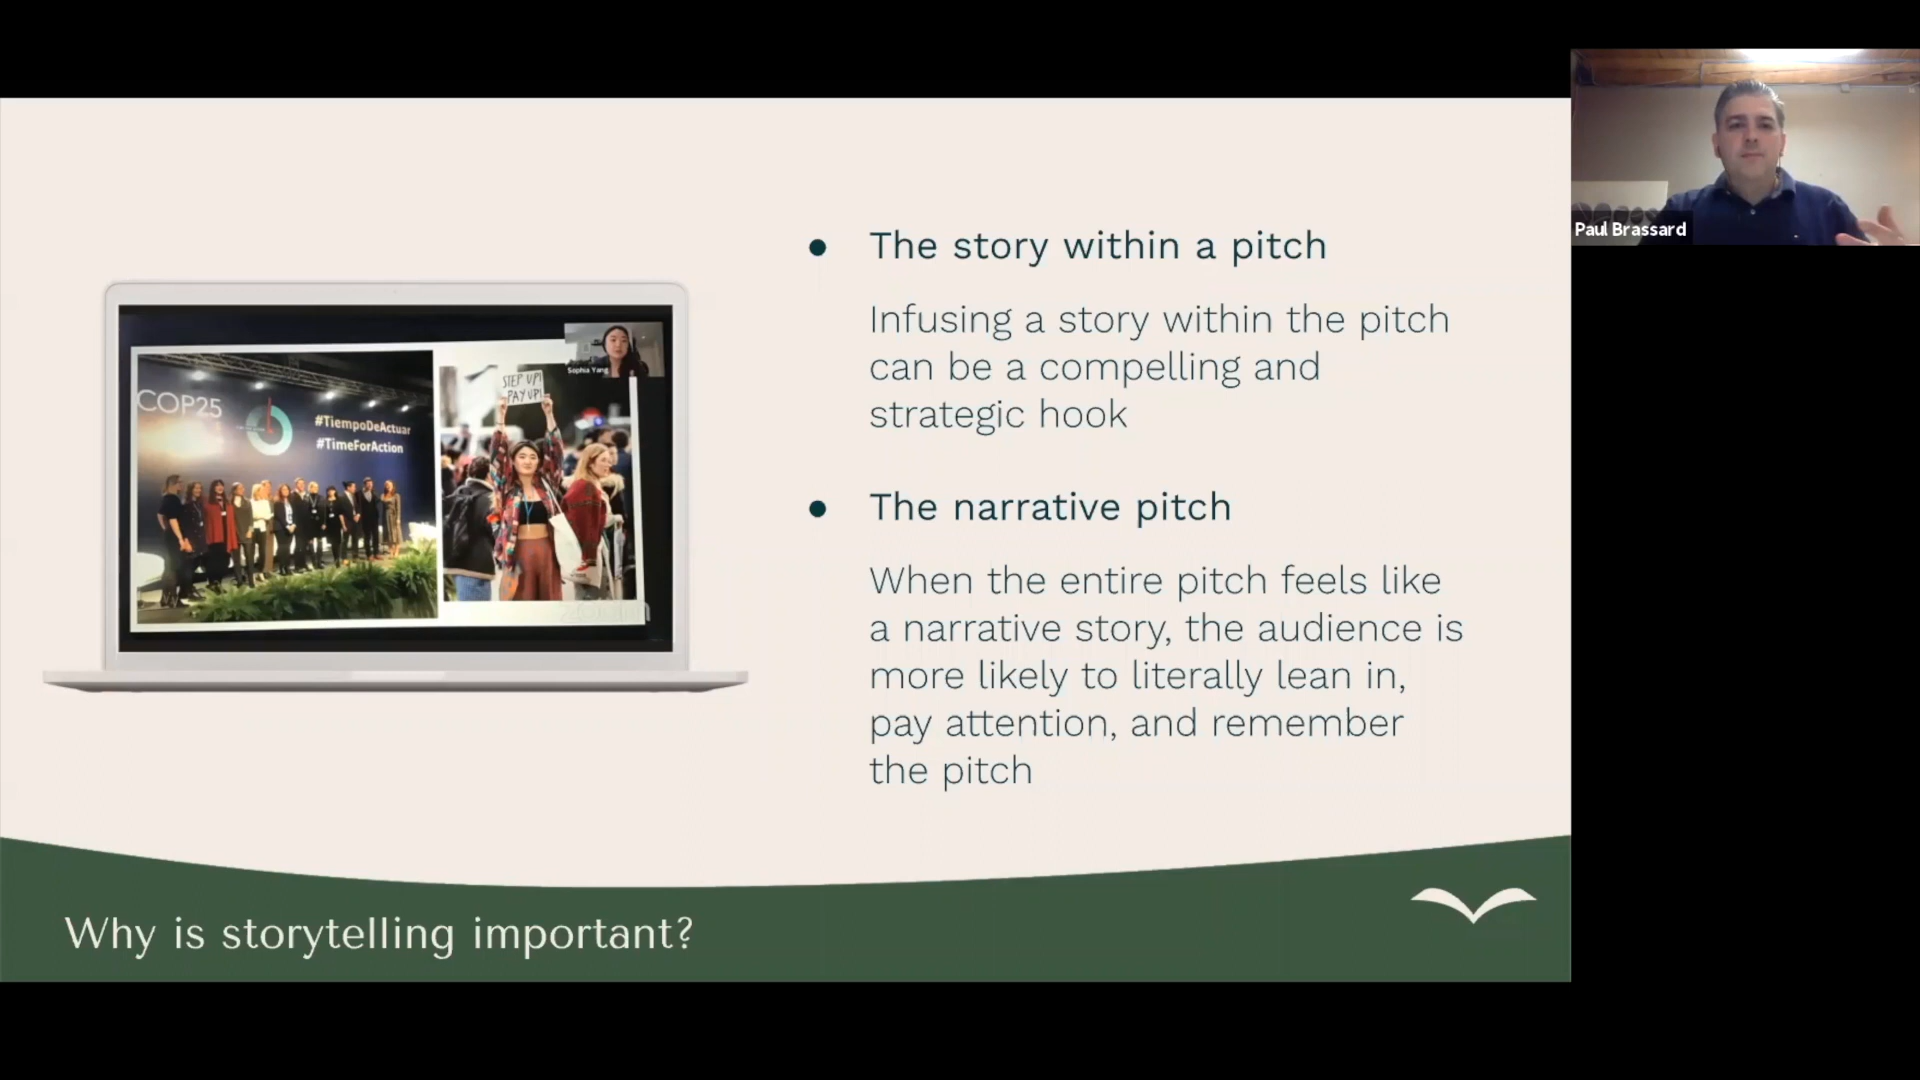 Paul Brassard
The story within a pitch
Infusing a story within the pitch
can be a compelling and
strategic hook
The narrative pitch
When the entire pitch feels like
a narrative story, the audience is
more likely to literally lean in,
pay attention, and remember
the pitch
Sophia Yang
COP25
#TiempoDeActuar
#TimeForAction
STEP UP!
PAY UP!
Why is storytelling important?